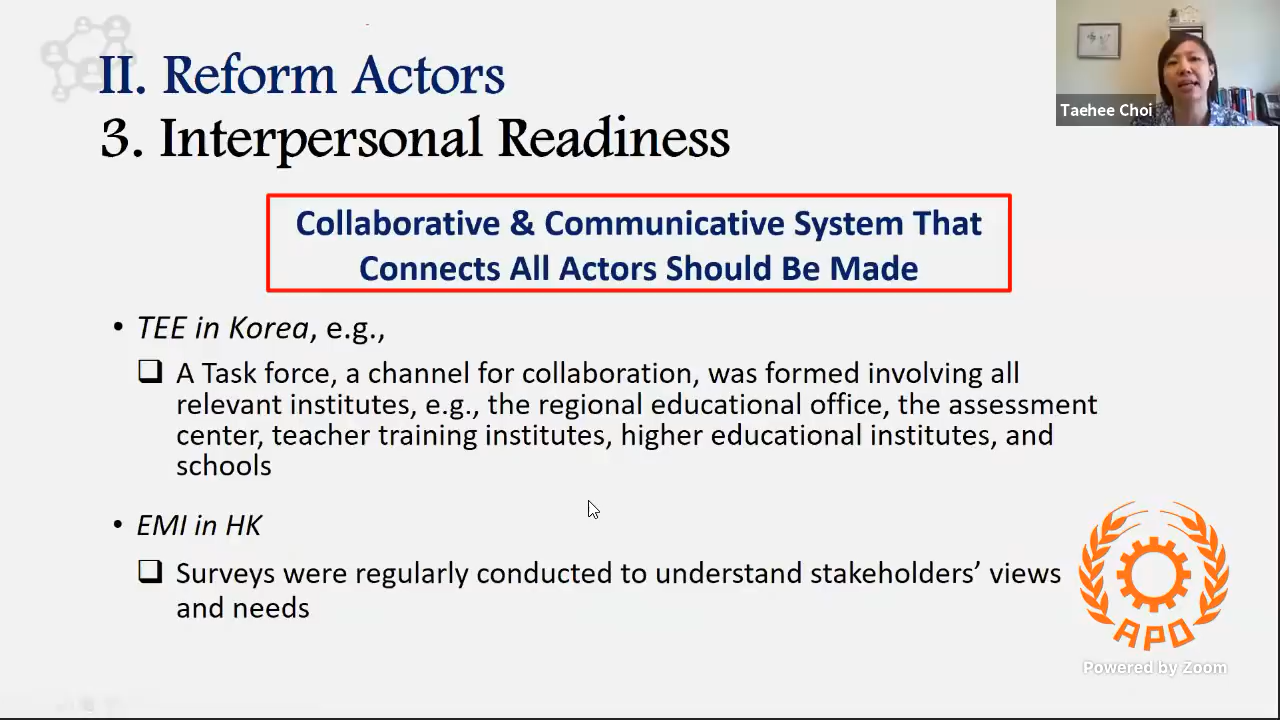 II. Reform Actors
3. Interpersonal Readiness
Taehee Choi
Collaborative & Communicative System That
Connects All Actors Should Be Made
• TEE in Korea, e.g.,
❑ A Task force, a channel for collaboration, was formed involving all
relevant institutes, e.g., the regional educational office, the assessment
center, teacher training institutes, higher educational institutes, and
schools
• EMI in HK
❑ Surveys were regularly conducted to understand stakeholders’ views
and needs
APO
Powered by Zoom